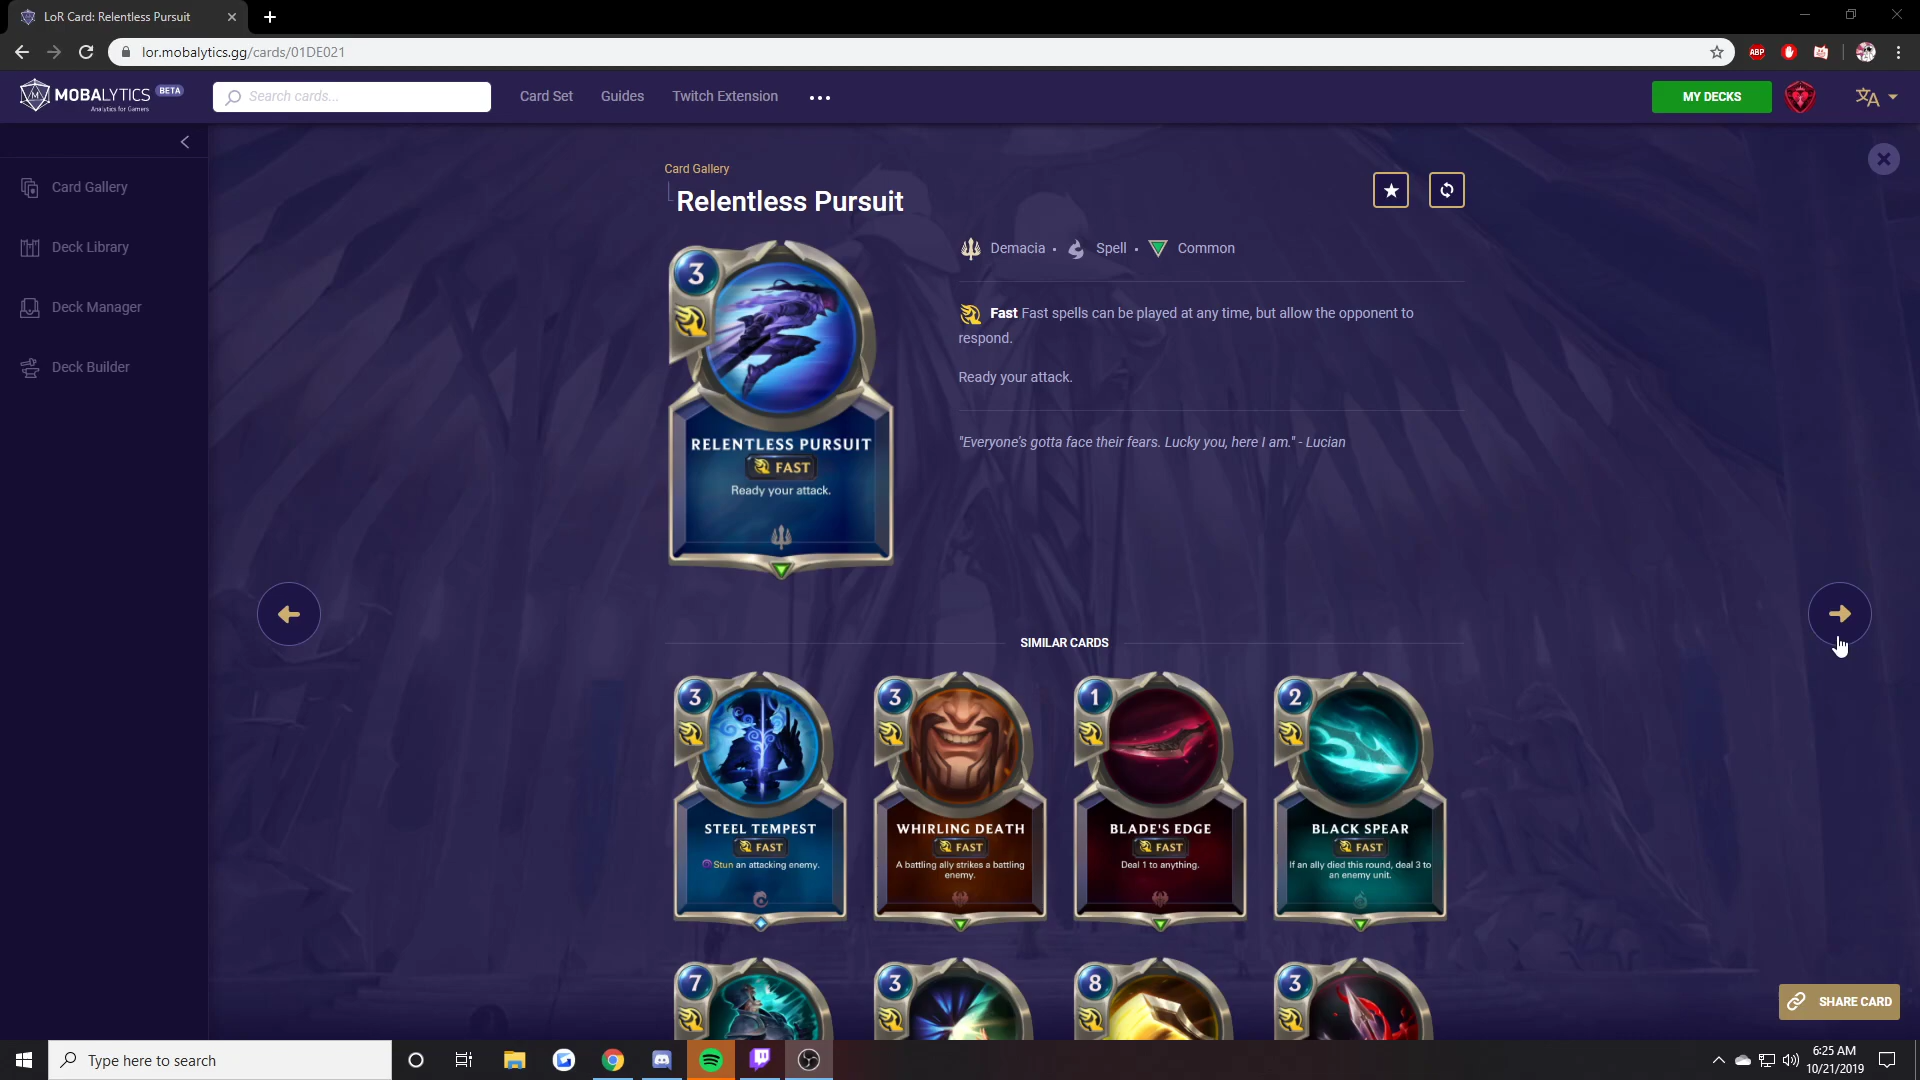 LoR Card: Relentless Pursuit
lor.mobalytics.gg/cards/01DE021
ABP
MOBALYTICS BETA
Analytics for Gamers
Search cards...
Card Set
Guides
Twitch Extension
MY DECKS
Card Gallery
Deck Library
Deck Manager
Deck Builder
Card Gallery
Relentless Pursuit
3
RELENTLESS PURSUIT
FAST
Ready your attack.
Demacia · Spell · Common
Fast Fast spells can be played at any time, but allow the opponent to
respond.
Ready your attack.
"Everyone's gotta face their fears. Lucky you, here I am." - Lucian
SIMILAR CARDS
3
STEEL TEMPEST
FAST
Stun an attacking enemy.
3
WHIRLING DEATH
FAST
A battling ally strikes a battling
enemy.
1
BLADE'S EDGE
FAST
Deal 1 to anything.
2
BLACK SPEAR
FAST
If an ally died this round, deal 3 to
an enemy unit.
7
3
8
3
SHARE CARD
Type here to search
6:25 AM
10/21/2019